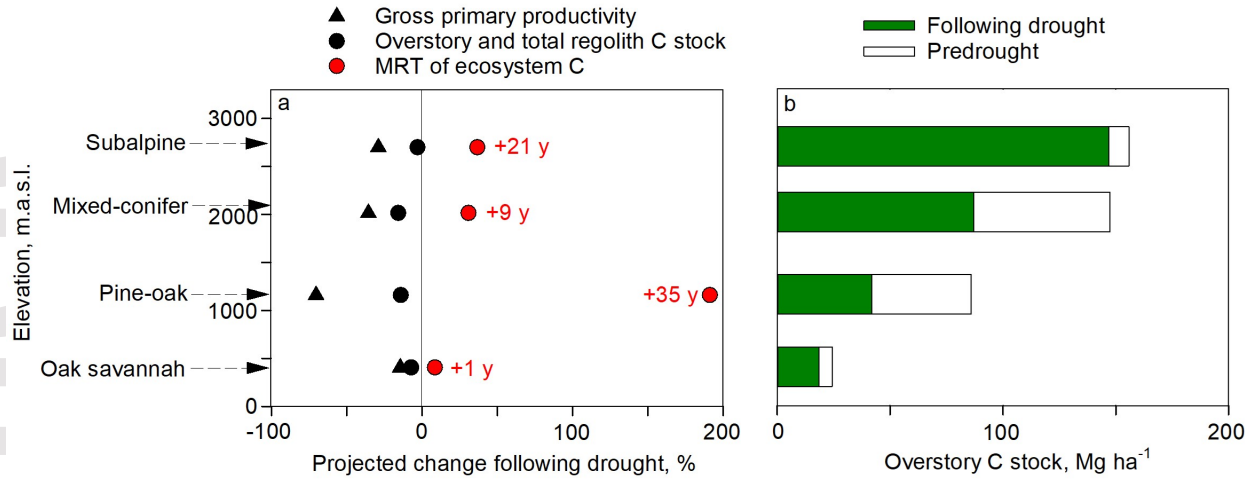 Gross primary productivity
Overstory and total regolith C stock
MRT of ecosystem C
Following drought
Predrought
a
b
3000
2000
1000
0
Elevation, m.a.s.l.
Subalpine
Mixed-conifer
Pine-oak
Oak savannah
+21 y
+9 y
+35 y
+1 y
-100 0 100 200
Projected change following drought, %
0 100 200
Overstory C stock, Mg ha⁻¹